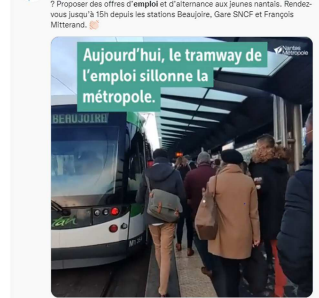 ? Proposer des offres d'emploi et d'alternance aux jeunes nantais. Rendez-
vous jusqu'à 15h depuis les stations Beaujoire, Gare SNCF et François
Mitterand. 💯
Nantes
Métropole
Aujourd'hui, le tramway de
l'emploi sillonne la
métropole.
BEAUJOIRE